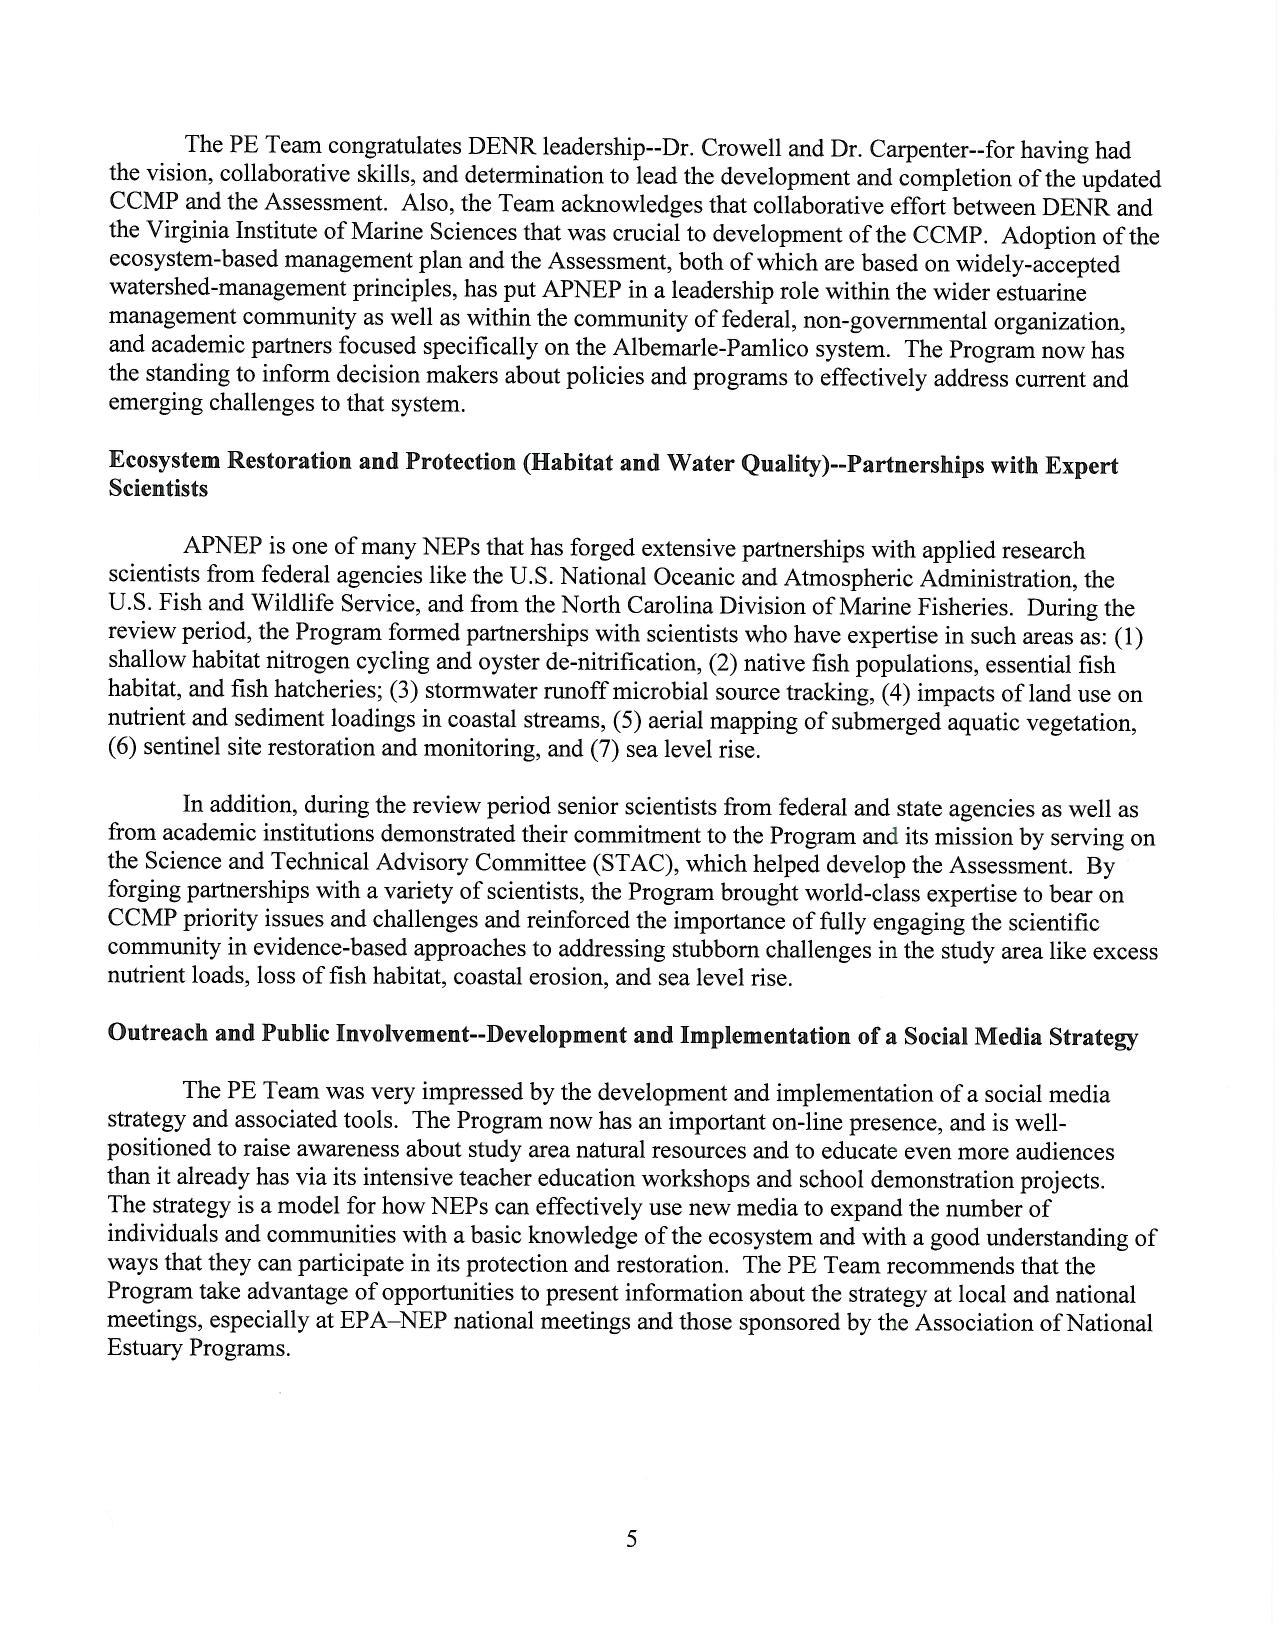 The PE Team congratulates DENR leadership--Dr. Crowell and Dr. Carpenter--for having had
the vision, collaborative skills, and determination to lead the development and completion of the updated
CCMP and the Assessment.  Also, the Team acknowledges that collaborative effort between DENR and
the Virginia Institute of Marine Sciences that was crucial to development of the CCMP.  Adoption of the
ecosystem-based management plan and the Assessment, both of which are based on widely-accepted
watershed-management principles, has put APNEP in a leadership role within the wider estuarine
management community as well as within the community of federal, non-governmental organization,
and academic partners focused specifically on the Albemarle-Pamlico system.  The Program now has
the standing to inform decision makers about policies and programs to effectively address current and
emerging challenges to that system.
Ecosystem Restoration and Protection (Habitat and Water Quality)--Partnerships with Expert
Scientists
APNEP is one of many NEPs that has forged extensive partnerships with applied research
scientists from federal agencies like the U.S. National Oceanic and Atmospheric Administration, the
U.S. Fish and Wildlife Service, and from the North Carolina Division of Marine Fisheries.  During the
review period, the Program formed partnerships with scientists who have expertise in such areas as: (1)
shallow habitat nitrogen cycling and oyster de-nitrification, (2) native fish populations, essential fish
habitat, and fish hatcheries; (3) stormwater runoff microbial source tracking, (4) impacts of land use on
nutrient and sediment loadings in coastal streams, (5) aerial mapping of submerged aquatic vegetation,
(6) sentinel site restoration and monitoring, and (7) sea level rise.
In addition, during the review period senior scientists from federal and state agencies as well as
from academic institutions demonstrated their commitment to the Program and its mission by serving on
the Science and Technical Advisory Committee (STAC), which helped develop the Assessment.  By
forging partnerships with a variety of scientists, the Program brought world-class expertise to bear on
CCMP priority issues and challenges and reinforced the importance of fully engaging the scientific
community in evidence-based approaches to addressing stubborn challenges in the study area like excess
nutrient loads, loss of fish habitat, coastal erosion, and sea level rise.
Outreach and Public Involvement--Development and Implementation of a Social Media Strategy
The PE Team was very impressed by the development and implementation of a social media
strategy and associated tools.  The Program now has an important on-line presence, and is well-
positioned to raise awareness about study area natural resources and to educate even more audiences
than it already has via its intensive teacher education workshops and school demonstration projects.
The strategy is a model for how NEPs can effectively use new media to expand the number of
individuals and communities with a basic knowledge of the ecosystem and with a good understanding of
ways that they can participate in its protection and restoration.  The PE Team recommends that the
Program take advantage of opportunities to present information about the strategy at local and national
meetings, especially at EPA–NEP national meetings and those sponsored by the Association of National
Estuary Programs.
5